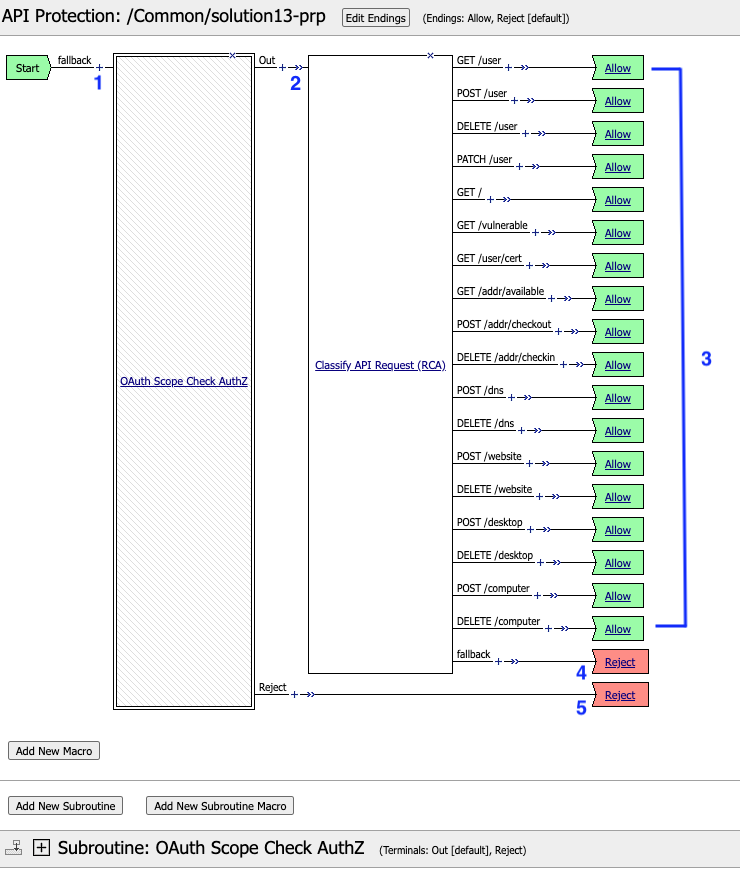 API Protection: /Common/solution13-prp Edit Endings (Endings: Allow, Reject [default])
Start fallback + 1
OAuth Scope Check AuthZ
Out + 2
Classify API Request (RCA)
GET /user + Allow
POST /user + Allow
DELETE /user + Allow
PATCH /user + Allow
GET / + Allow
GET /vulnerable + Allow
GET /user/cert + Allow
GET /addr/available + Allow
POST /addr/checkout + Allow
DELETE /addr/checkin + Allow
POST /dns + Allow
DELETE /dns + Allow
POST /website + Allow
DELETE /website + Allow
POST /desktop + Allow
DELETE /desktop + Allow
POST /computer + Allow
DELETE /computer + Allow
3
fallback + 4 Reject
Reject + 5 Reject
Add New Macro
Add New Subroutine Add New Subroutine Macro
+ Subroutine: OAuth Scope Check AuthZ (Terminals: Out [default], Reject)